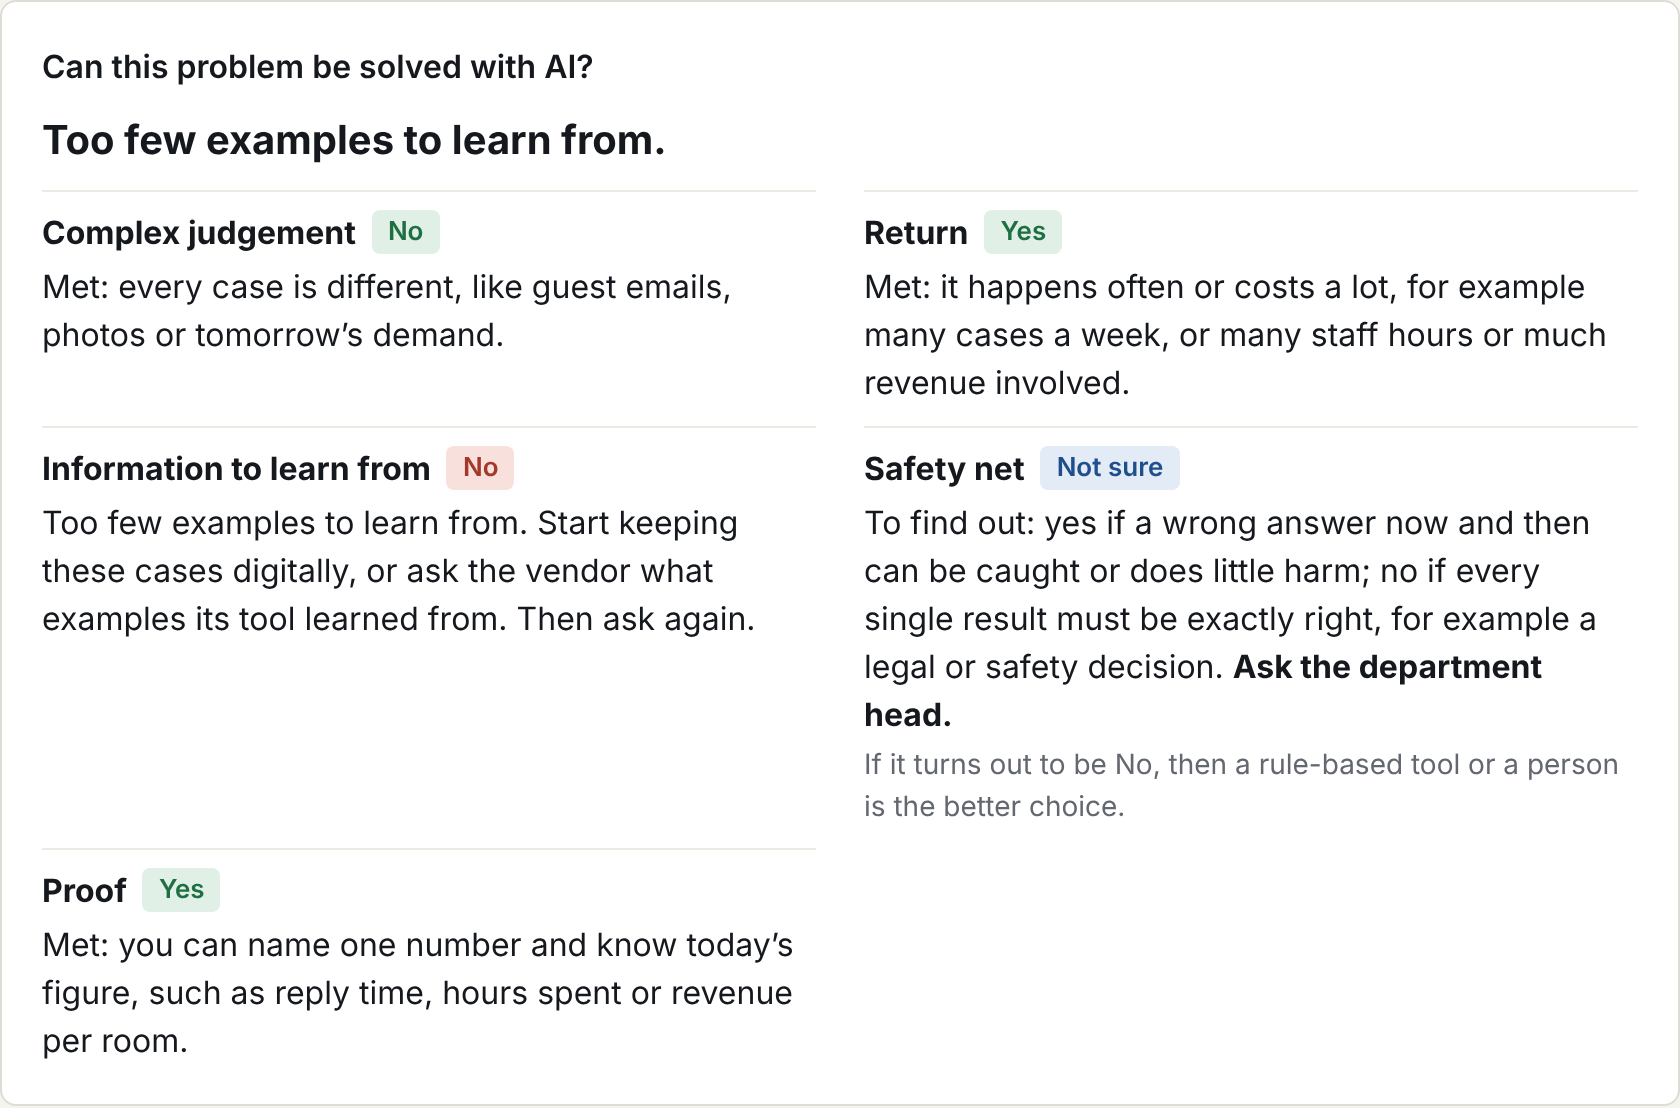 Can this problem be solved with AI?
Too few examples to learn from.
Complex judgement No
Met: every case is different, like guest emails,
photos or tomorrow’s demand.
Return Yes
Met: it happens often or costs a lot, for example
many cases a week, or many staff hours or much
revenue involved.
Information to learn from No
Too few examples to learn from. Start keeping
these cases digitally, or ask the vendor what
examples its tool learned from. Then ask again.
Safety net Not sure
To find out: yes if a wrong answer now and then
can be caught or does little harm; no if every
single result must be exactly right, for example a
legal or safety decision. Ask the department
head.
If it turns out to be No, then a rule-based tool or a person
is the better choice.
Proof Yes
Met: you can name one number and know today’s
figure, such as reply time, hours spent or revenue
per room.